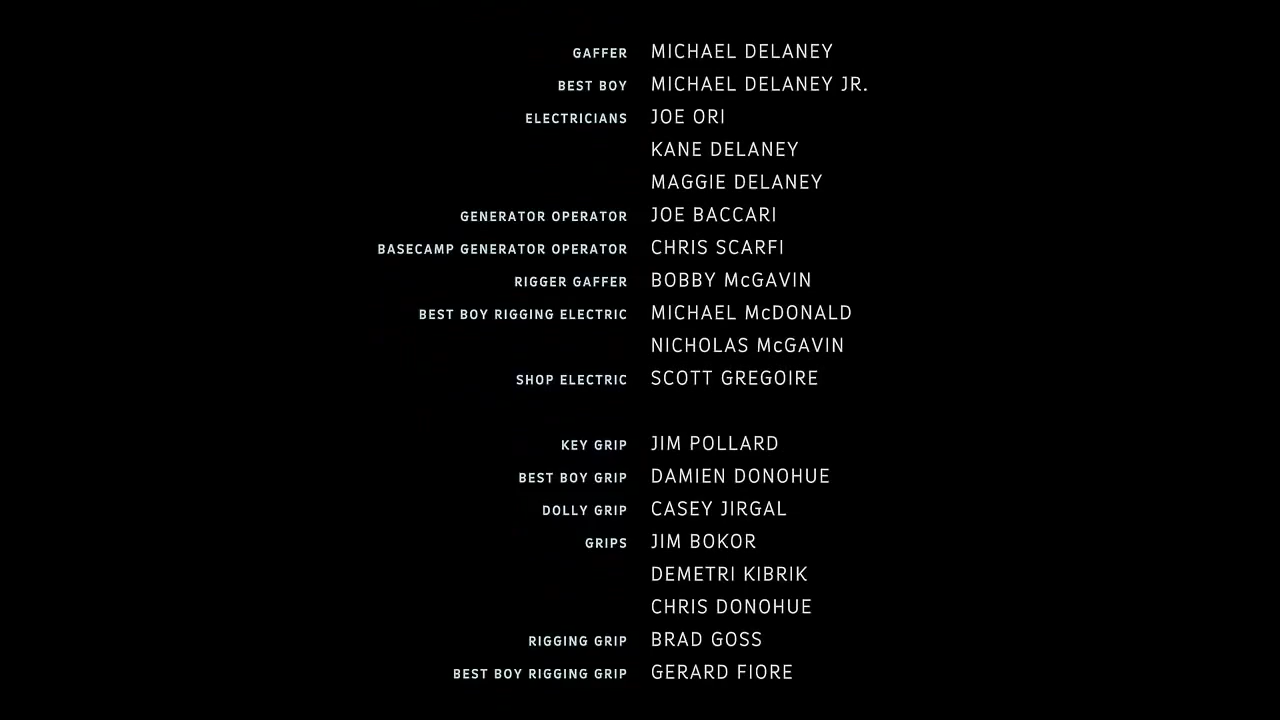 GAFFER MICHAEL DELANEY
BEST BOY MICHAEL DELANEY JR.
ELECTRICIANS JOE ORI
KANE DELANEY
MAGGIE DELANEY
GENERATOR OPERATOR JOE BACCARI
BASECAMP GENERATOR OPERATOR CHRIS SCARFI
RIGGER GAFFER BOBBY McGAVIN
BEST BOY RIGGING ELECTRIC MICHAEL McDONALD
NICHOLAS McGAVIN
SHOP ELECTRIC SCOTT GREGOIRE
KEY GRIP JIM POLLARD
BEST BOY GRIP DAMIEN DONOHUE
DOLLY GRIP CASEY JIRGAL
GRIPS JIM BOKOR
DEMETRI KIBRIK
CHRIS DONOHUE
RIGGING GRIP BRAD GOSS
BEST BOY RIGGING GRIP GERARD FIORE